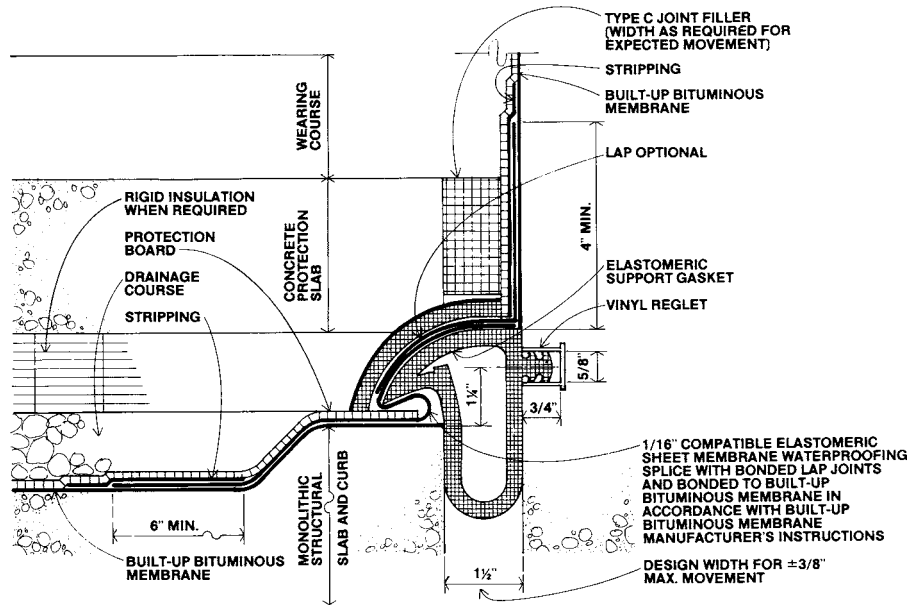 TYPE C JOINT FILLER
(WIDTH AS REQUIRED FOR
EXPECTED MOVEMENT)
STRIPPING
BUILT-UP BITUMINOUS
MEMBRANE
LAP OPTIONAL
WEARING
COURSE
RIGID INSULATION
WHEN REQUIRED
PROTECTION
BOARD
DRAINAGE
COURSE
STRIPPING
CONCRETE
PROTECTION
SLAB
4" MIN.
ELASTOMERIC
SUPPORT GASKET
VINYL REGLET
5/8"
3/4"
1¼"
1/16" COMPATIBLE ELASTOMERIC
SHEET MEMBRANE WATERPROOFING
SPLICE WITH BONDED LAP JOINTS
AND BONDED TO BUILT-UP
BITUMINOUS MEMBRANE IN
ACCORDANCE WITH BUILT-UP
BITUMINOUS MEMBRANE
MANUFACTURER'S INSTRUCTIONS
6" MIN.
MONOLITHIC
STRUCTURAL
SLAB AND CURB
BUILT-UP BITUMINOUS
MEMBRANE
1½"
DESIGN WIDTH FOR ±3/8"
MAX. MOVEMENT